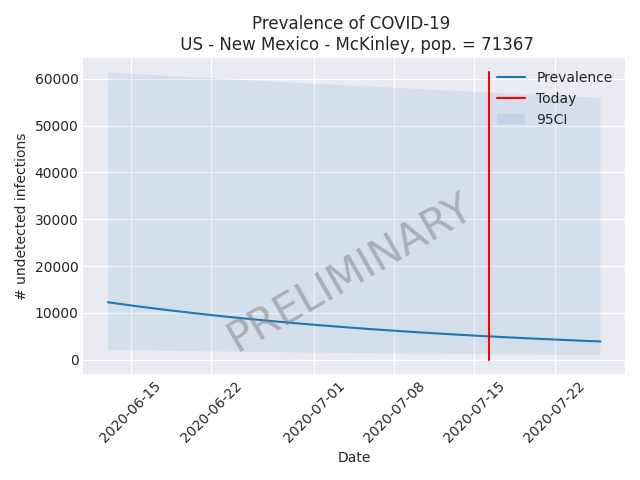 Prevalence of COVID-19
US - New Mexico - McKinley, pop. = 71367
60000
50000
40000
30000
20000
10000
0
# undetected infections
Prevalence
Today
95CI
PRELIMINARY
2020-06-15
2020-06-22
2020-07-01
2020-07-08
2020-07-15
2020-07-22
Date